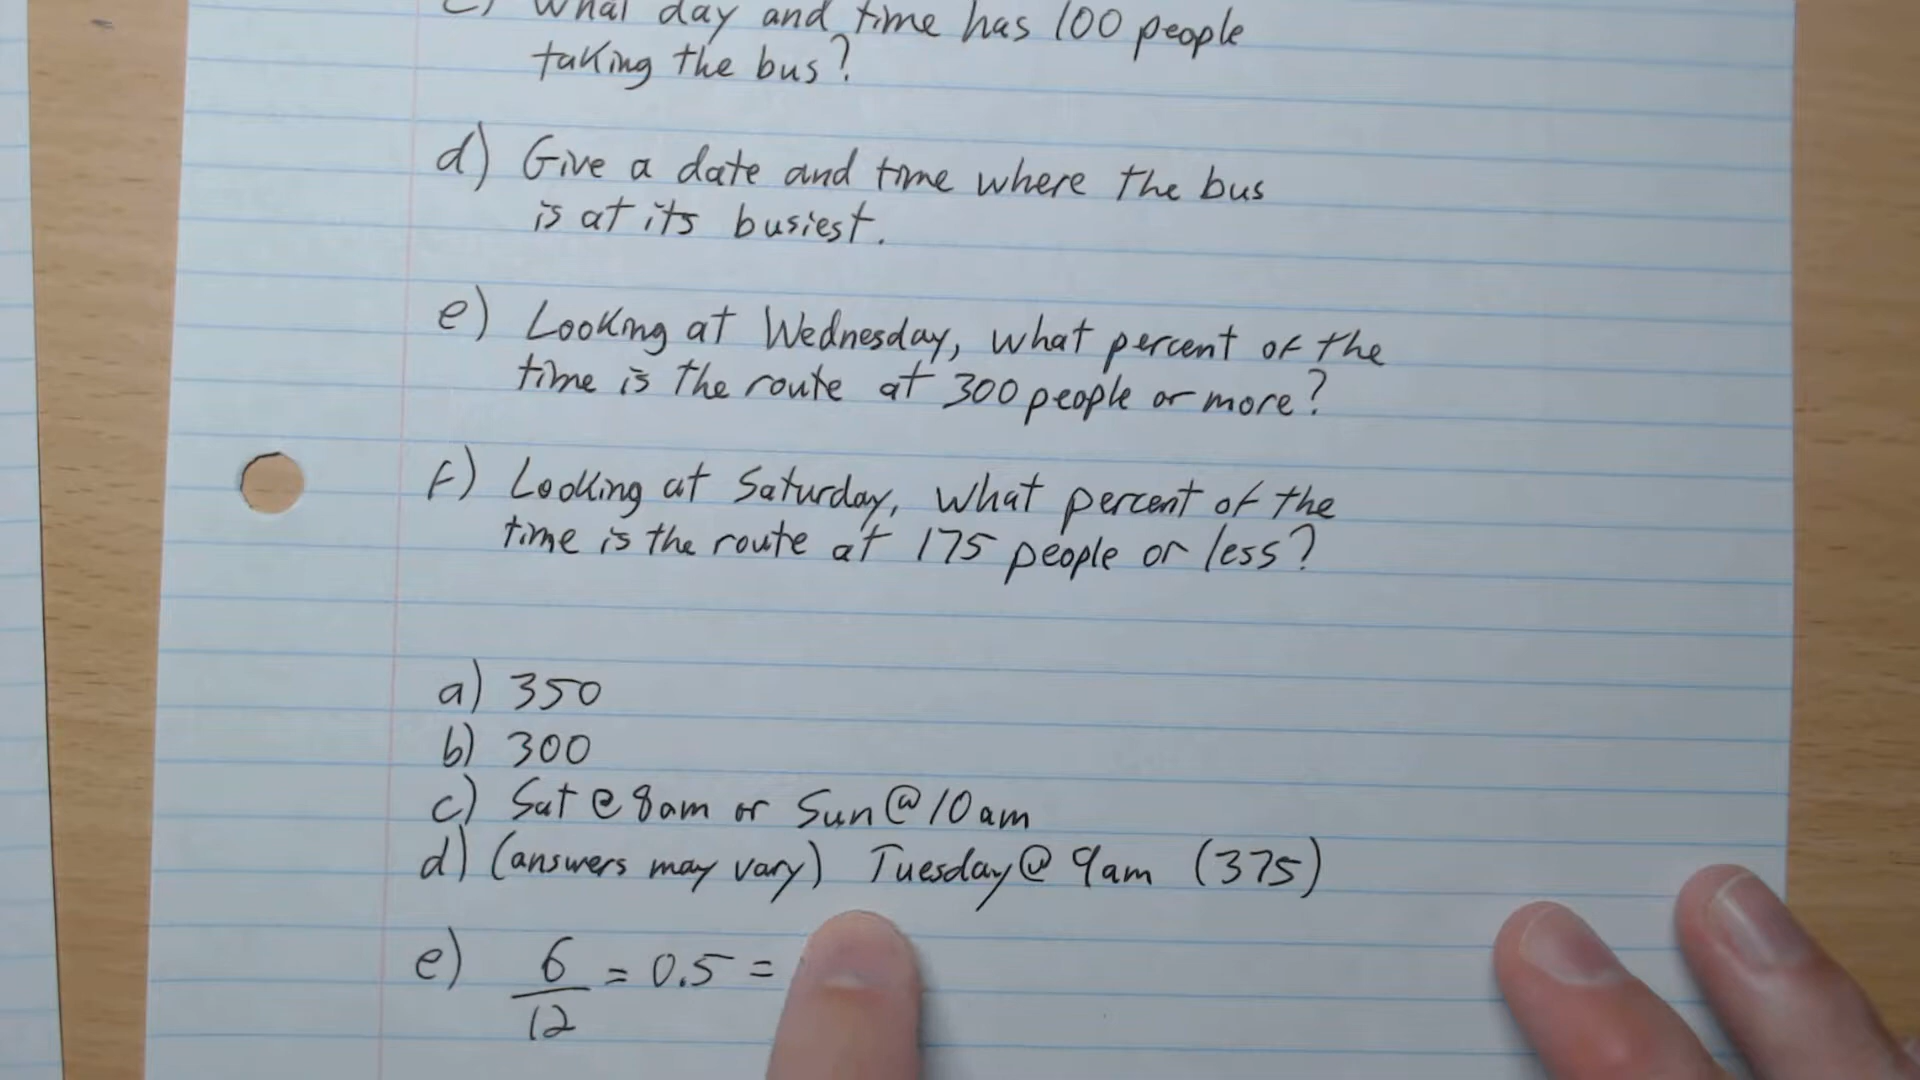 c) What day and time has 100 people
taking the bus?
d) Give a date and time where the bus
is at its busiest.
e) Looking at Wednesday, what percent of the
time is the route at 300 people or more?
f) Looking at Saturday, what percent of the
time is the route at 175 people or less?
a) 350
b) 300
c) Sat @ 8am or Sun @ 10am
d) (answers may vary) Tuesday @ 9am (375)
e) 6/12 = 0.5 =